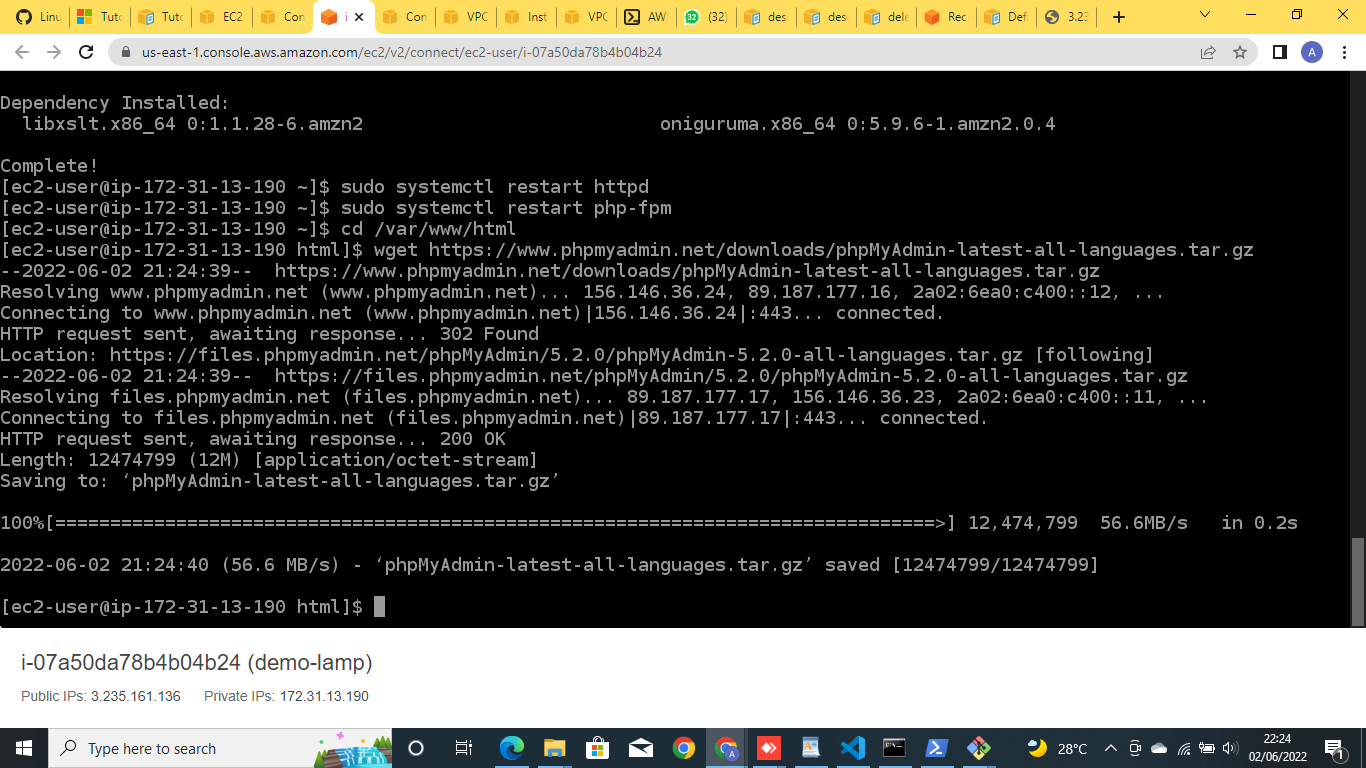 Linu
Tuto
Tuto
EC2
Con
i
Con
VPC
Inst
VPC
AW
(32)
des
des
dele
Rec
Defa
3.23
us-east-1.console.aws.amazon.com/ec2/v2/connect/ec2-user/i-07a50da78b4b04b24
A
Dependency Installed:
libxslt.x86_64 0:1.1.28-6.amzn2 oniguruma.x86_64 0:5.9.6-1.amzn2.0.4
Complete!
[ec2-user@ip-172-31-13-190 ~]$ sudo systemctl restart httpd
[ec2-user@ip-172-31-13-190 ~]$ sudo systemctl restart php-fpm
[ec2-user@ip-172-31-13-190 ~]$ cd /var/www/html
[ec2-user@ip-172-31-13-190 html]$ wget https://www.phpmyadmin.net/downloads/phpMyAdmin-latest-all-languages.tar.gz
--2022-06-02 21:24:39-- https://www.phpmyadmin.net/downloads/phpMyAdmin-latest-all-languages.tar.gz
Resolving www.phpmyadmin.net (www.phpmyadmin.net)... 156.146.36.24, 89.187.177.16, 2a02:6ea0:c400::12, ...
Connecting to www.phpmyadmin.net (www.phpmyadmin.net)|156.146.36.24|:443... connected.
HTTP request sent, awaiting response... 302 Found
Location: https://files.phpmyadmin.net/phpMyAdmin/5.2.0/phpMyAdmin-5.2.0-all-languages.tar.gz [following]
--2022-06-02 21:24:39-- https://files.phpmyadmin.net/phpMyAdmin/5.2.0/phpMyAdmin-5.2.0-all-languages.tar.gz
Resolving files.phpmyadmin.net (files.phpmyadmin.net)... 89.187.177.17, 156.146.36.23, 2a02:6ea0:c400::11, ...
Connecting to files.phpmyadmin.net (files.phpmyadmin.net)|89.187.177.17|:443... connected.
HTTP request sent, awaiting response... 200 OK
Length: 12474799 (12M) [application/octet-stream]
Saving to: ‘phpMyAdmin-latest-all-languages.tar.gz’
100%[================================================================================>] 12,474,799 56.6MB/s in 0.2s
2022-06-02 21:24:40 (56.6 MB/s) - ‘phpMyAdmin-latest-all-languages.tar.gz’ saved [12474799/12474799]
[ec2-user@ip-172-31-13-190 html]$
i-07a50da78b4b04b24 (demo-lamp)
Public IPs: 3.235.161.136 Private IPs: 172.31.13.190
Type here to search
28°C
22:24
02/06/2022
1